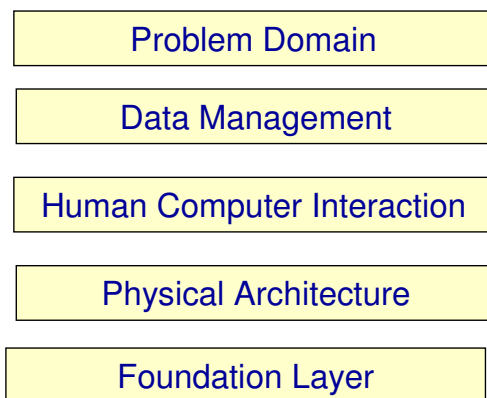 Problem Domain
Data Management
Human Computer Interaction
Physical Architecture
Foundation Layer